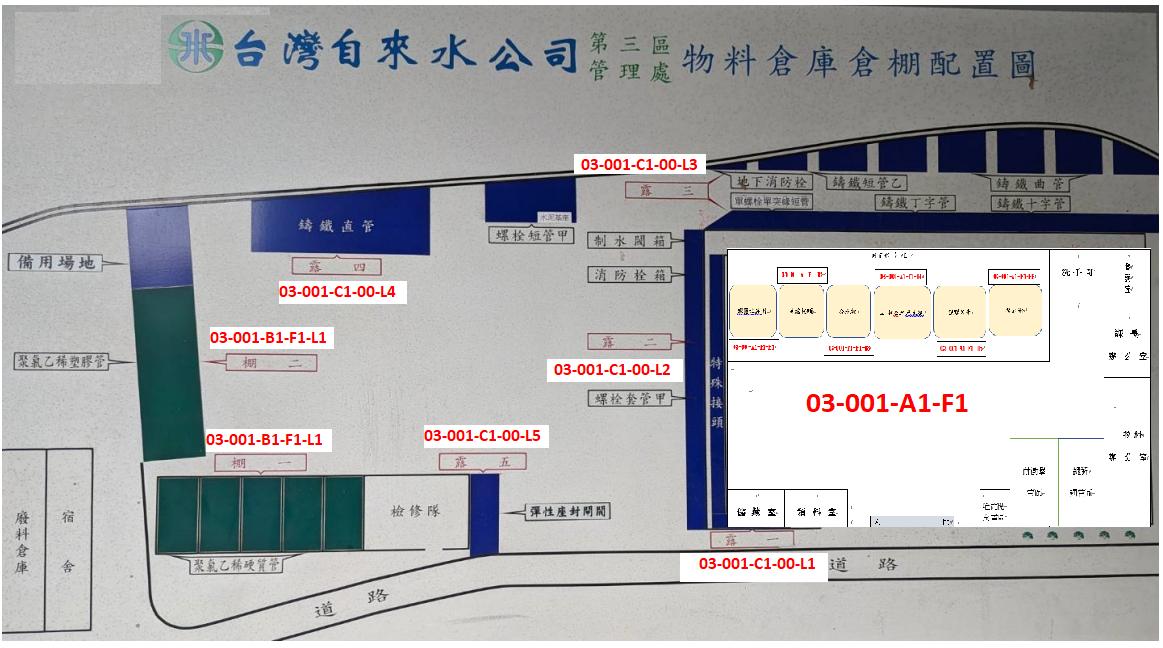 台灣自來水公司 第三區管理處 物料倉庫倉棚配置圖
03-001-C1-00-L3
露 三
地下消防栓
單螺栓單突緣短管
鑄鐵短管乙
鑄鐵丁字管
鑄鐵曲管
鑄鐵十字管
鑄鐵直管
露 四
03-001-C1-00-L4
水泥基座
螺栓短管甲
制水閥箱
消防栓箱
備用場地
03-001-B1-F1-L1
棚 二
聚氯乙稀塑膠管
露 二
03-001-C1-00-L2
螺栓套管甲
特殊接頭
03-001-A1-F1
儲藏室
領料室
03-001-B1-F1-L1
棚 一
03-001-C1-00-L5
露 五
檢修隊
彈性座封閘閥
聚氯乙稀硬質管
廢料倉庫
宿舍
露 一
03-001-C1-00-L1
道 路
道 路